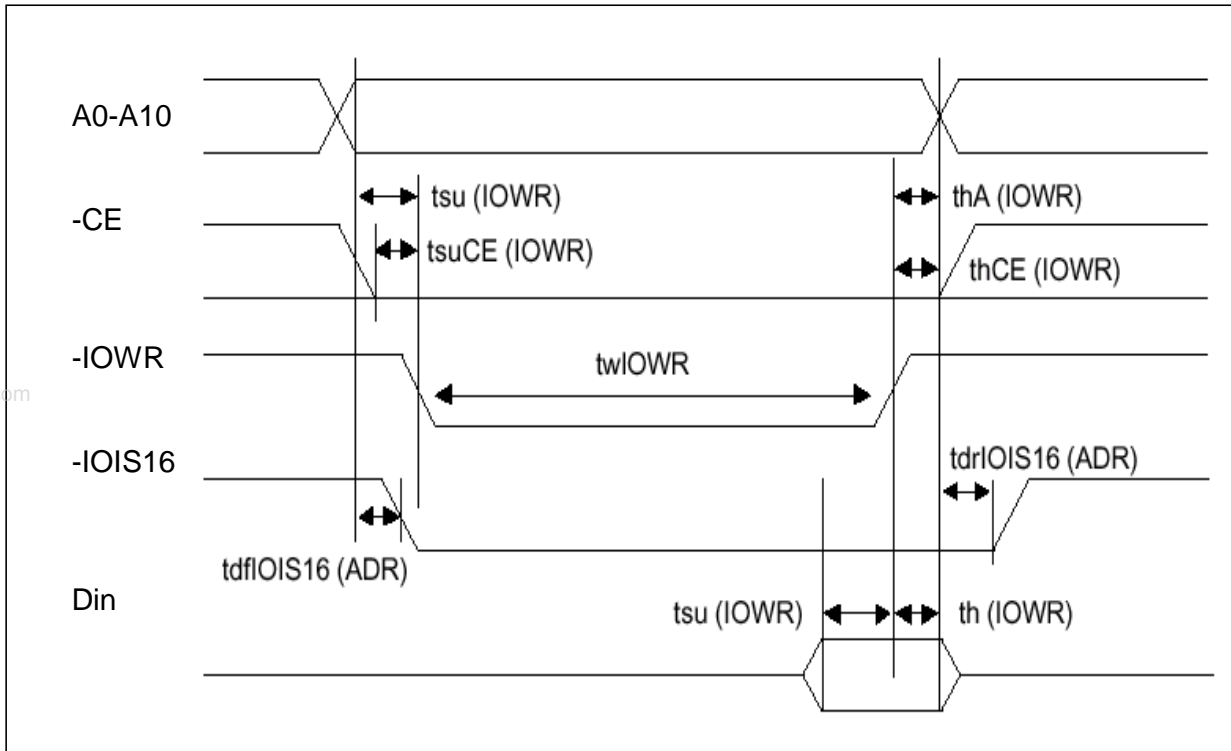 A0-A10
tsu (IOWR)
thA (IOWR)
-CE
tsuCE (IOWR)
thCE (IOWR)
-IOWR
twIOWR
om
-IOIS16
tdrIOIS16 (ADR)
tdfIOIS16 (ADR)
Din
tsu (IOWR)
th (IOWR)